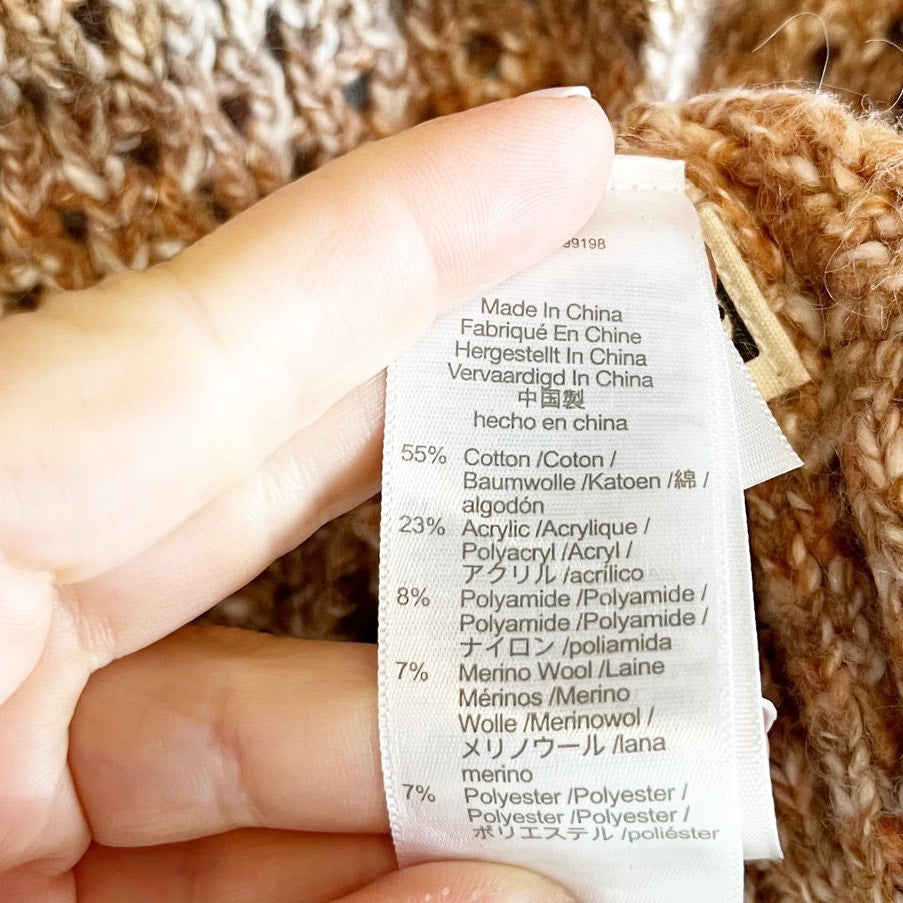 99198
Made In China
Fabriqué En Chine
Hergestellt In China
Vervaardigd In China
中国製
hecho en china
55% Cotton /Coton /
Baumwolle /Katoen /綿 /
algodón
23% Acrylic /Acrylique /
Polyacryl /Acryl /
アクリル /acrílico
8% Polyamide /Polyamide /
Polyamide /Polyamide /
ナイロン /poliamida
7% Merino Wool /Laine
Mérinos /Merino
Wolle /Merinowol /
メリノウール /lana
merino
7% Polyester /Polyester /
Polyester /Polyester /
ポリエステル /poliéster